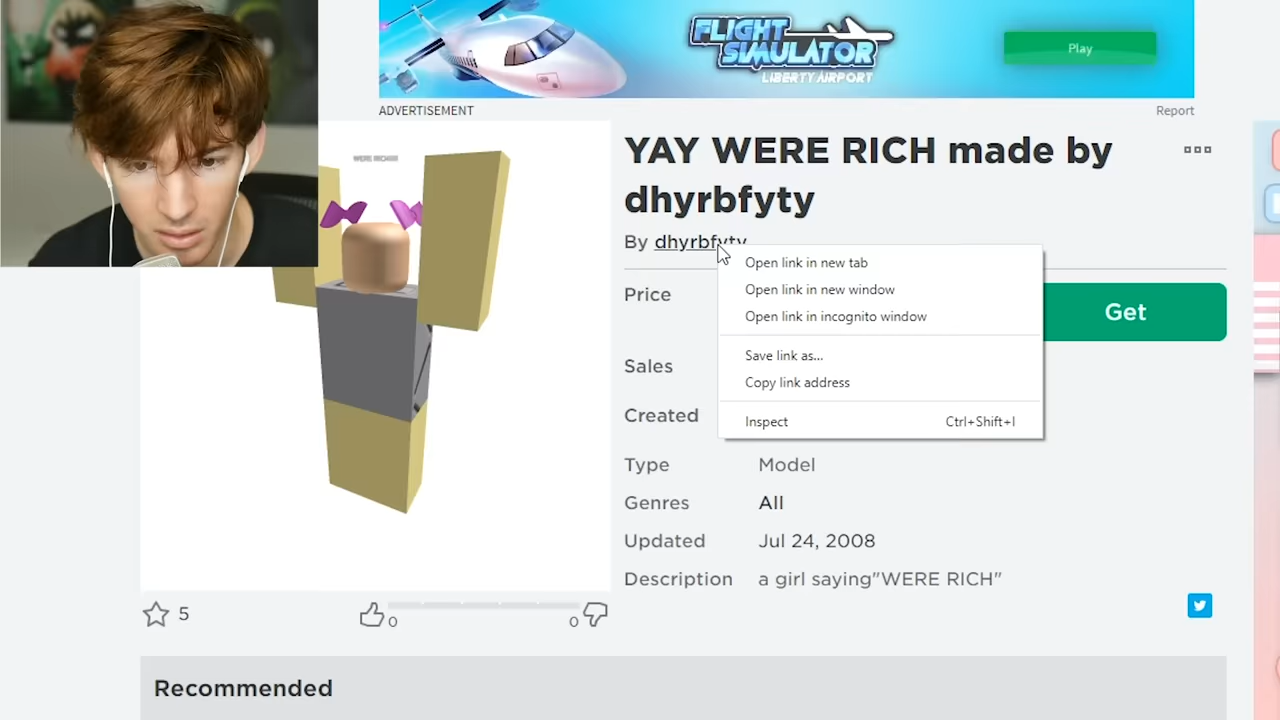 FLIGHT
SIMULATOR
LIBERTY AIRPORT
Play
ADVERTISEMENT
Report
YAY WERE RICH made by
dhyrbfyty
By dhyrbfyty
Open link in new tab
Open link in new window
Open link in incognito window
Save link as...
Copy link address
Inspect Ctrl+Shift+I
Price
Get
Sales
Created
Type Model
Genres All
Updated Jul 24, 2008
Description a girl saying"WERE RICH"
5
0
0
Recommended